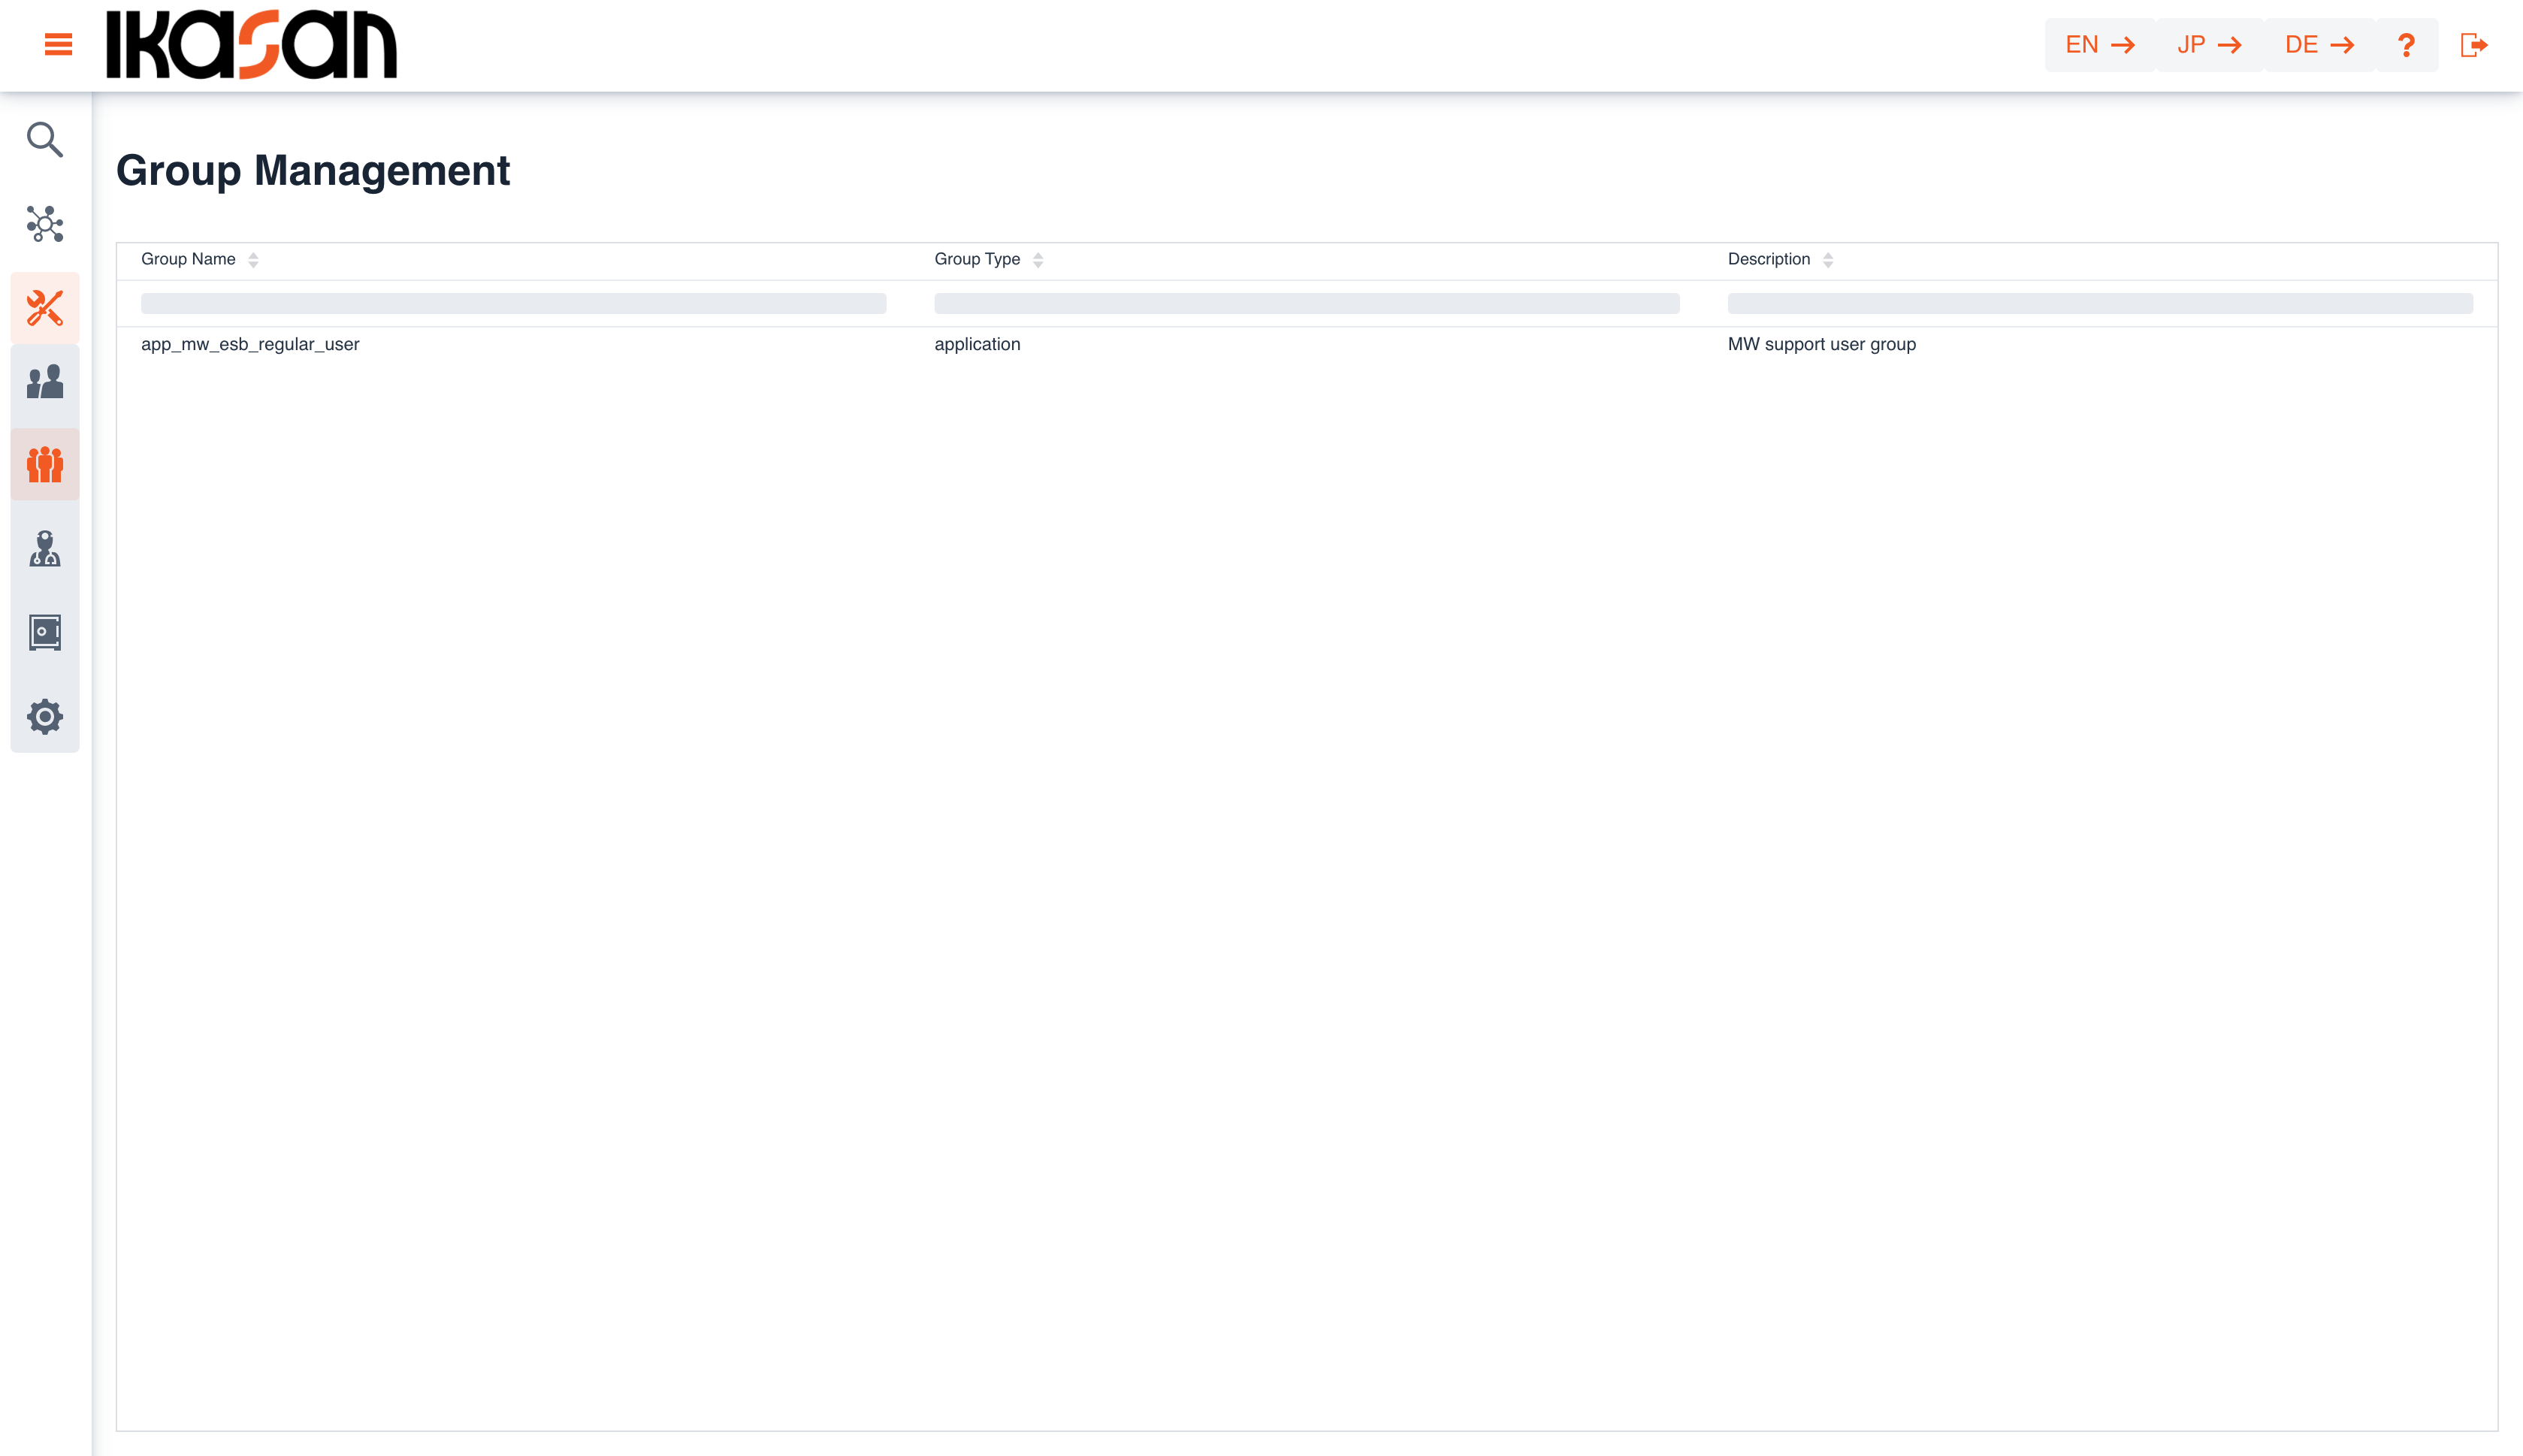 IKasan
EN JP DE ?
Group Management
Group Name Group Type Description
app_mw_esb_regular_user application MW support user group